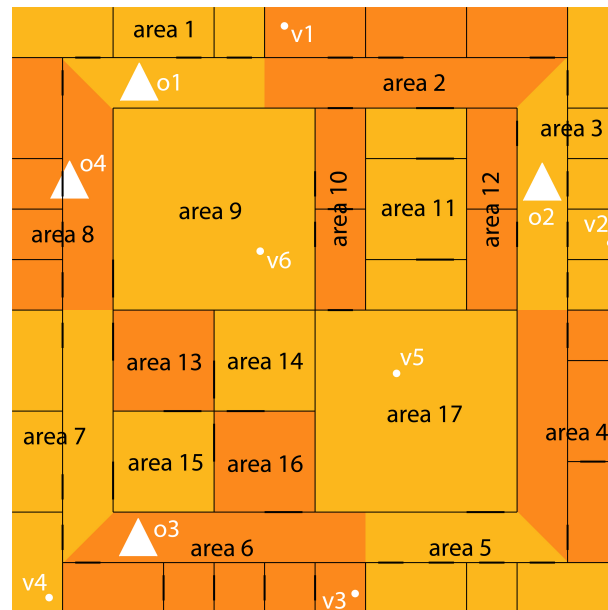 area 1
v1
o1
area 2
area 3
o4
area 10
area 12
o2
area 9
area 11
area 8
v2
v6
area 13
area 14
v5
area 17
area 7
area 4
area 15
area 16
o3
area 6
area 5
v4
v3